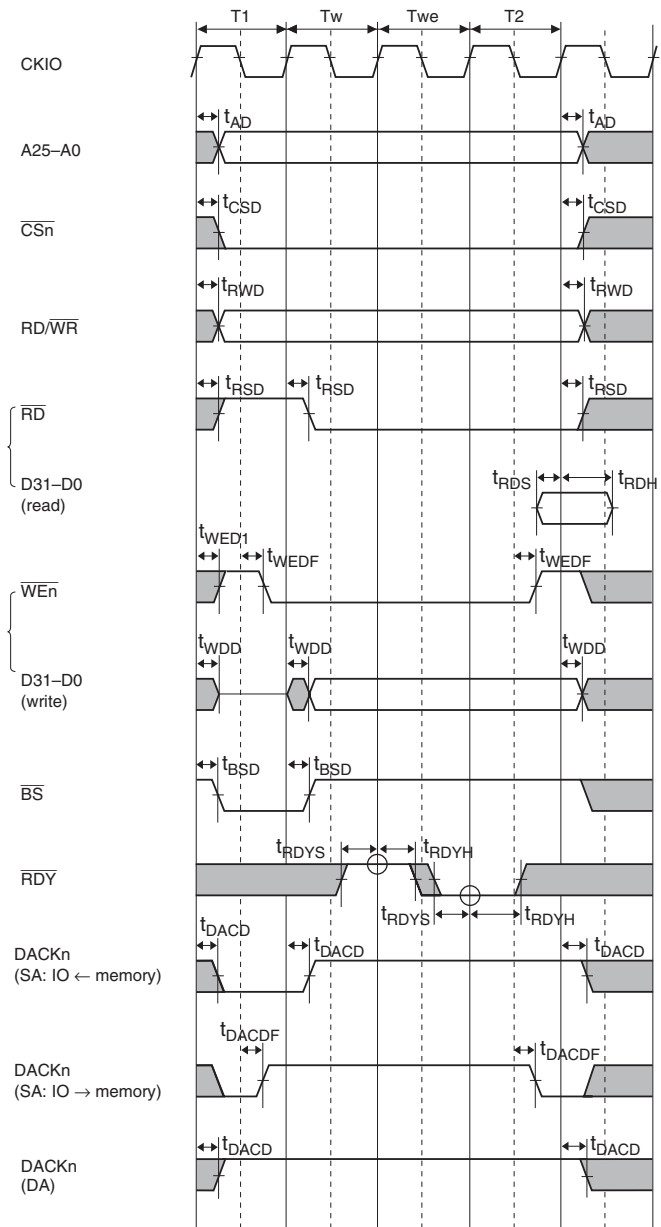 T1 Tw Twe T2
CKIO
tAD tAD
A25–A0
tCSD tCSD
CSn
tRWD tRWD
RD/WR
tRSD tRSD tRSD
RD
tRDS tRDH
D31–D0
(read)
tWED1 tWEDF tWEDF
WEn
tWDD tWDD tWDD
D31–D0
(write)
tBSD tBSD
BS
tRDYS tRDYH
RDY
tRDYS tRDYH
tDACD tDACD tDACD
DACKn
(SA: IO ← memory)
tDACDF tDACDF
DACKn
(SA: IO → memory)
tDACD tDACD
DACKn
(DA)